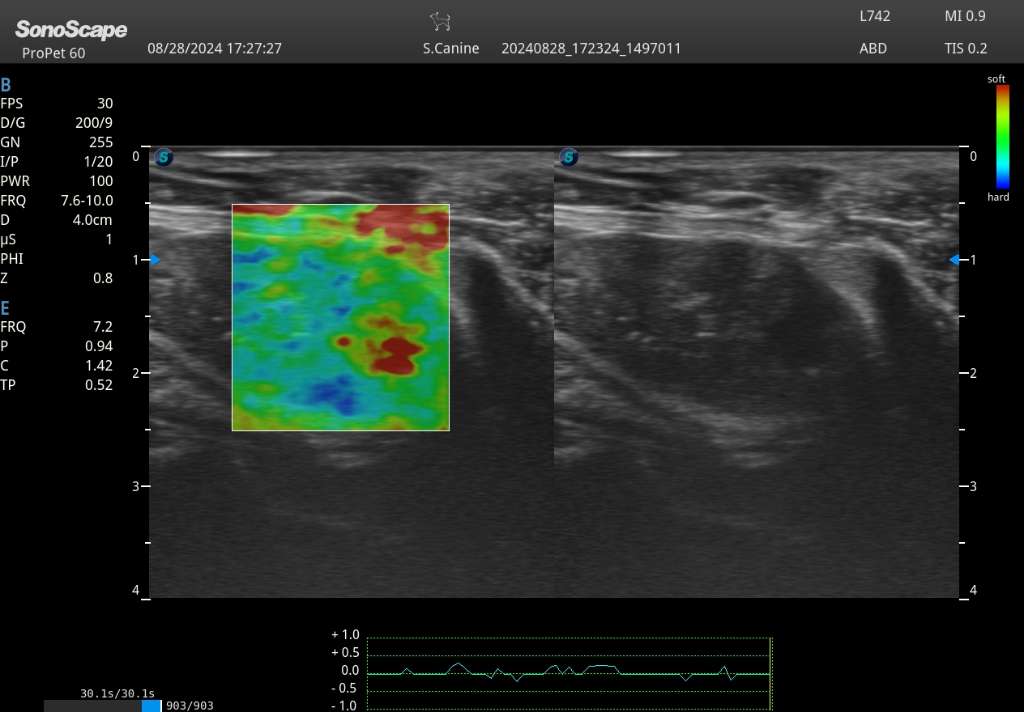 SonoScape
ProPet 60
08/28/2024 17:27:27
S.Canine 20240828_172324_1497011
L742 MI 0.9
ABD TIS 0.2
B
FPS 30
D/G 200/9
GN 255
I/P 1/20
PWR 100
FRQ 7.6-10.0
D 4.0cm
µS 1
PHI
Z 0.8
E
FRQ 7.2
P 0.94
C 1.42
TP 0.52
soft
hard
S
S
0
1
2
3
4
0
1
2
3
4
+ 1.0
+ 0.5
0.0
- 0.5
- 1.0
30.1s/30.1s
903/903